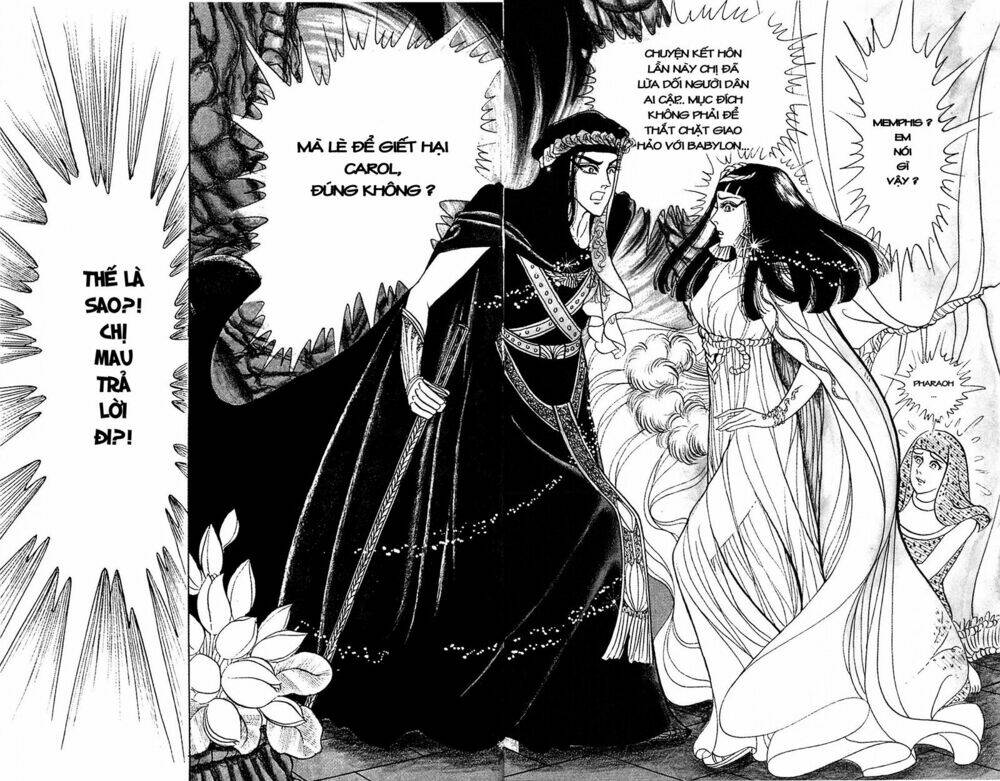 MEMPHIS ?
EM
NÓI
GÌ
VẬY ?
CHUYỆN KẾT HÔN
LẦN NÀY CHỊ ĐÃ
LỪA DỐI NGƯỜI DÂN
AI CẬP.. MỤC ĐÍCH
KHÔNG PHẢI ĐỂ
THẮT CHẶT GIAO
HẢO VỚI BABYLON...
PHARAOH
...
MÀ LÈ ĐỂ GIẾT HẠI
CAROL,
ĐÚNG KHÔNG ?
THẾ LÀ
SAO?!
CHỊ
MAU
TRẢ
LỜI
ĐI?!